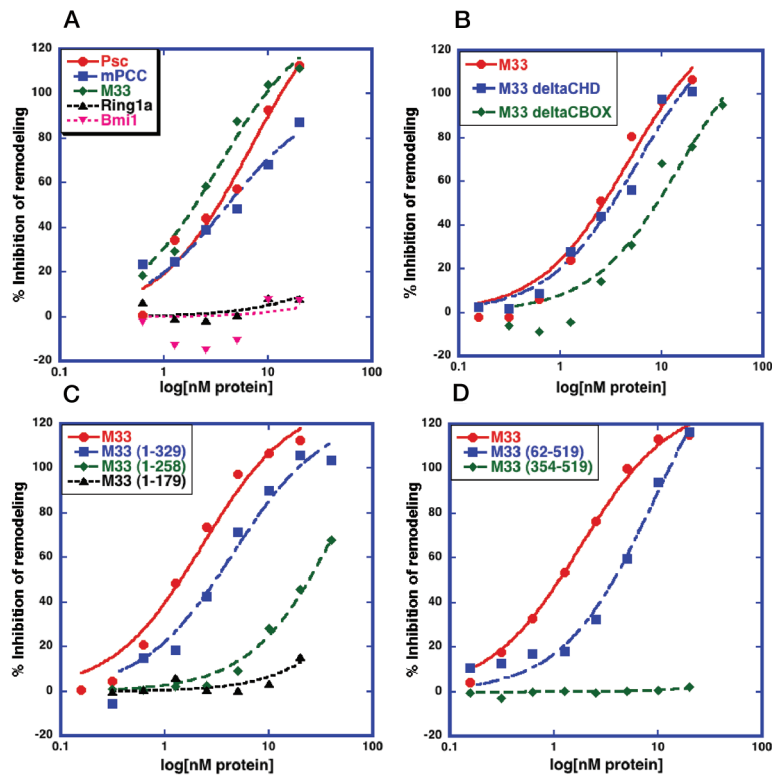 A
% Inhibition of remodeling
120
100
80
60
40
20
0
-20
Psc
mPCC
M33
Ring1a
Bmi1
0.1
1
10
100
log[nM protein]
B
% Inhibition of remodeling
120
100
80
60
40
20
0
-20
M33
M33 deltaCHD
M33 deltaCBOX
0.1
1
10
100
log[nM protein]
C
% Inhibition of remodeling
120
100
80
60
40
20
0
-20
M33
M33 (1-329)
M33 (1-258)
M33 (1-179)
0.1
1
10
100
log[nM protein]
D
% Inhibition of remodeling
120
100
80
60
40
20
0
-20
M33
M33 (62-519)
M33 (354-519)
0.1
1
10
100
log[nM protein]